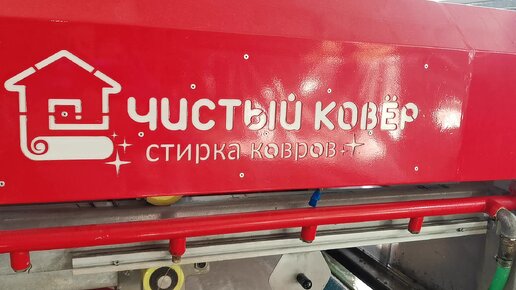 ЧИСТЫЙ КОВЁР
стирка ковров